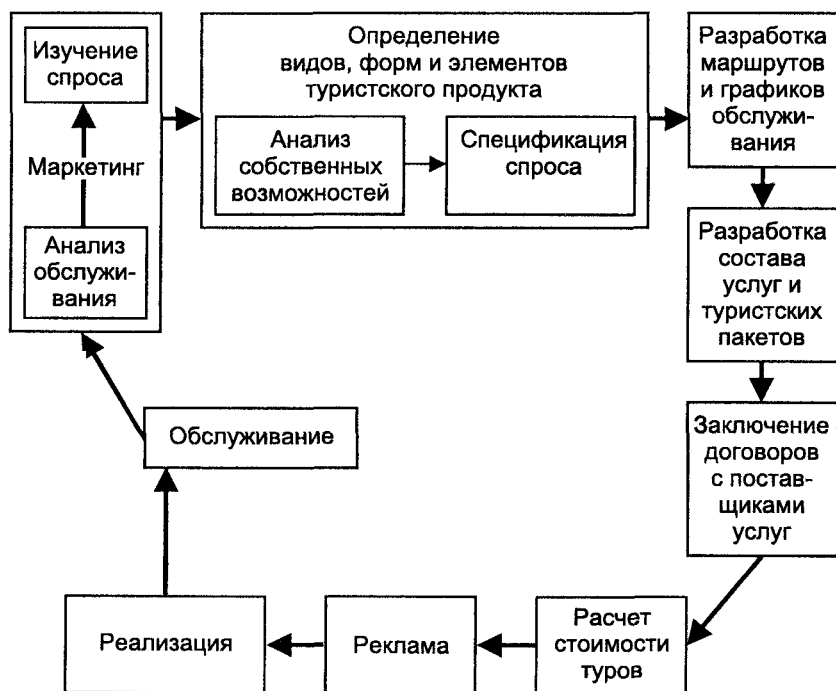 Изучение
спроса
Маркетинг
Анализ
обслужи-
вания
Определение
видов, форм и элементов
туристского продукта
Анализ
собственных
возможностей
Спецификация
спроса
Разработка
маршрутов
и графиков
обслужи-
вания
Разработка
состава
услуг и
туристских
пакетов
Заключение
договоров
с постав-
щиками
услуг
Расчет
стоимости
туров
Реклама
Реализация
Обслуживание